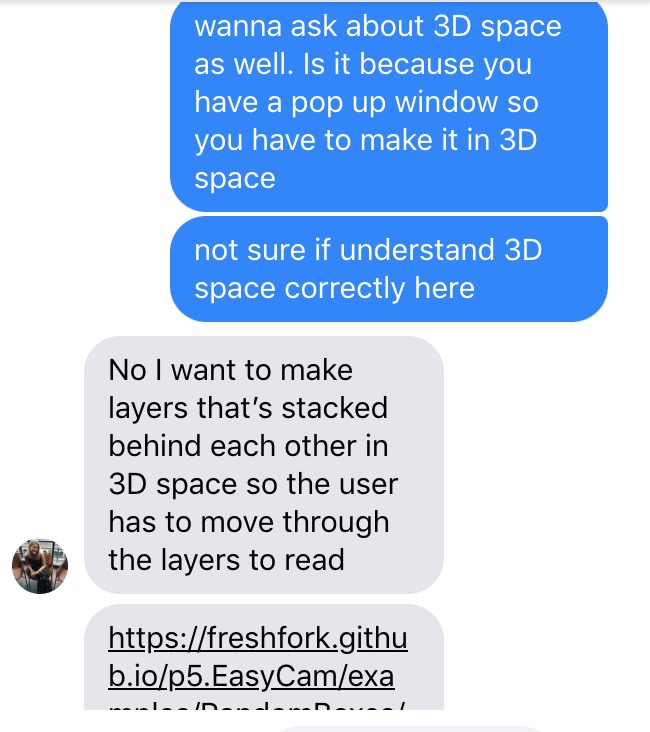 wanna ask about 3D space
as well. Is it because you
have a pop up window so
you have to make it in 3D
space
not sure if understand 3D
space correctly here
No I want to make
layers that’s stacked
behind each other in
3D space so the user
has to move through
the layers to read
https://freshfork.githu
b.io/p5.EasyCam/exa
mples/RandomBoxes/